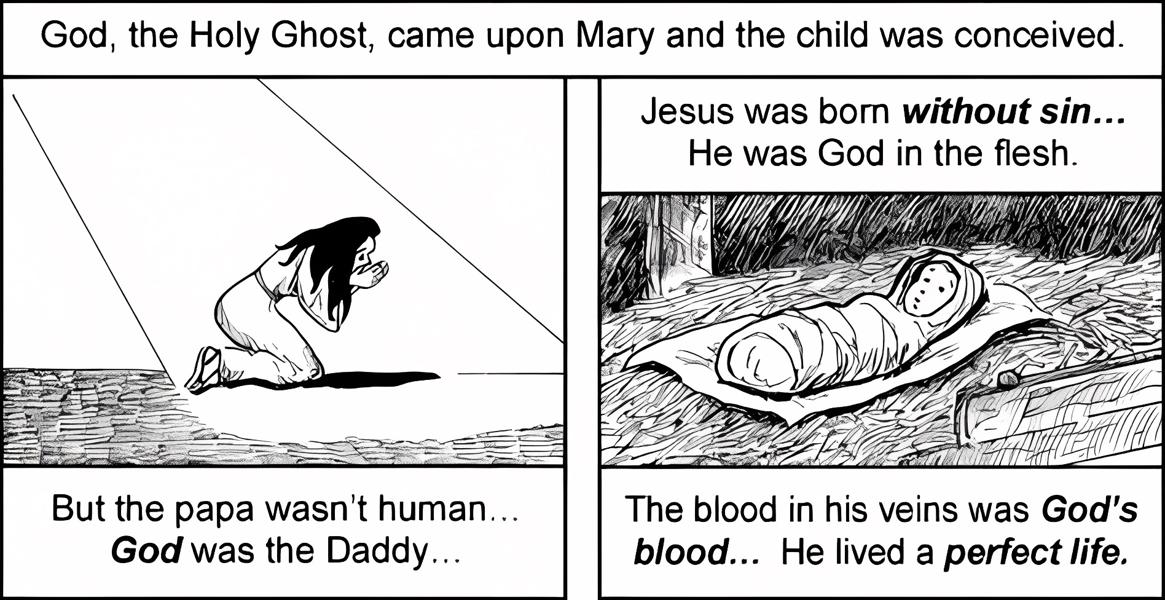 God, the Holy Ghost, came upon Mary and the child was conceived.
Jesus was born without sin...
He was God in the flesh.
But the papa wasn't human...
God was the Daddy...
The blood in his veins was God's
blood... He lived a perfect life.